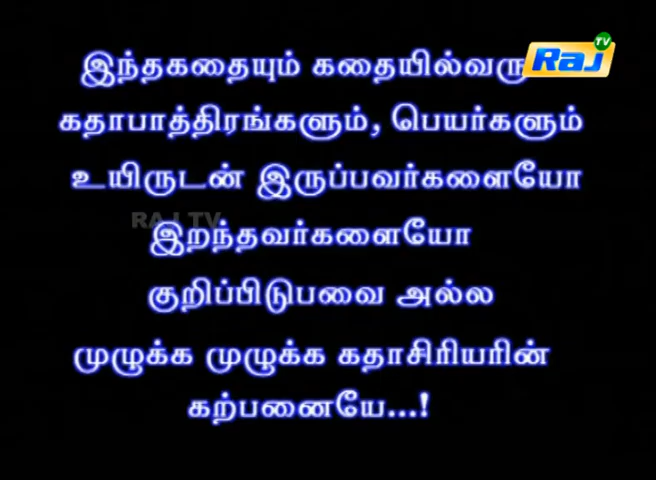 இந்தகதையும் கதையில்வரு
Raj TV
கதாபாத்திரங்களும், பெயர்களும்
உயிருடன் இருப்பவர்களையோ
RAJ TV
இறந்தவர்களையோ
குறிப்பிடுபவை அல்ல
முழுக்க முழுக்க கதாசிரியரின்
கற்பனையே...!